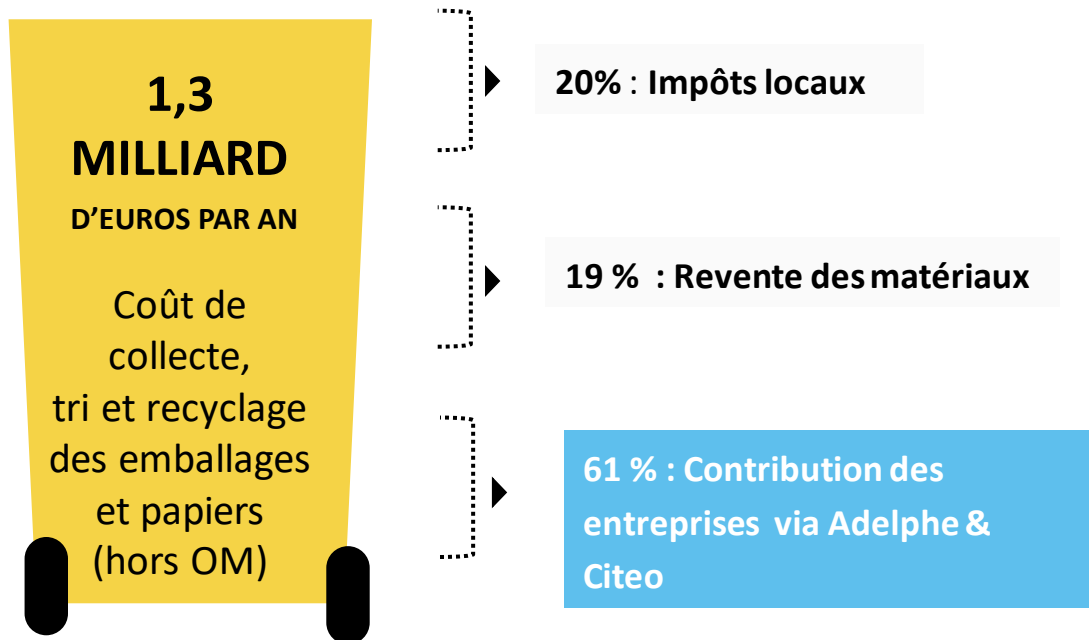 1,3
MILLIARD
D’EUROS PAR AN
Coût de
collecte,
tri et recyclage
des emballages
et papiers
(hors OM)
20% : Impôts locaux
19 % : Revente des matériaux
61 % : Contribution des
entreprises via Adelphe &
Citeo